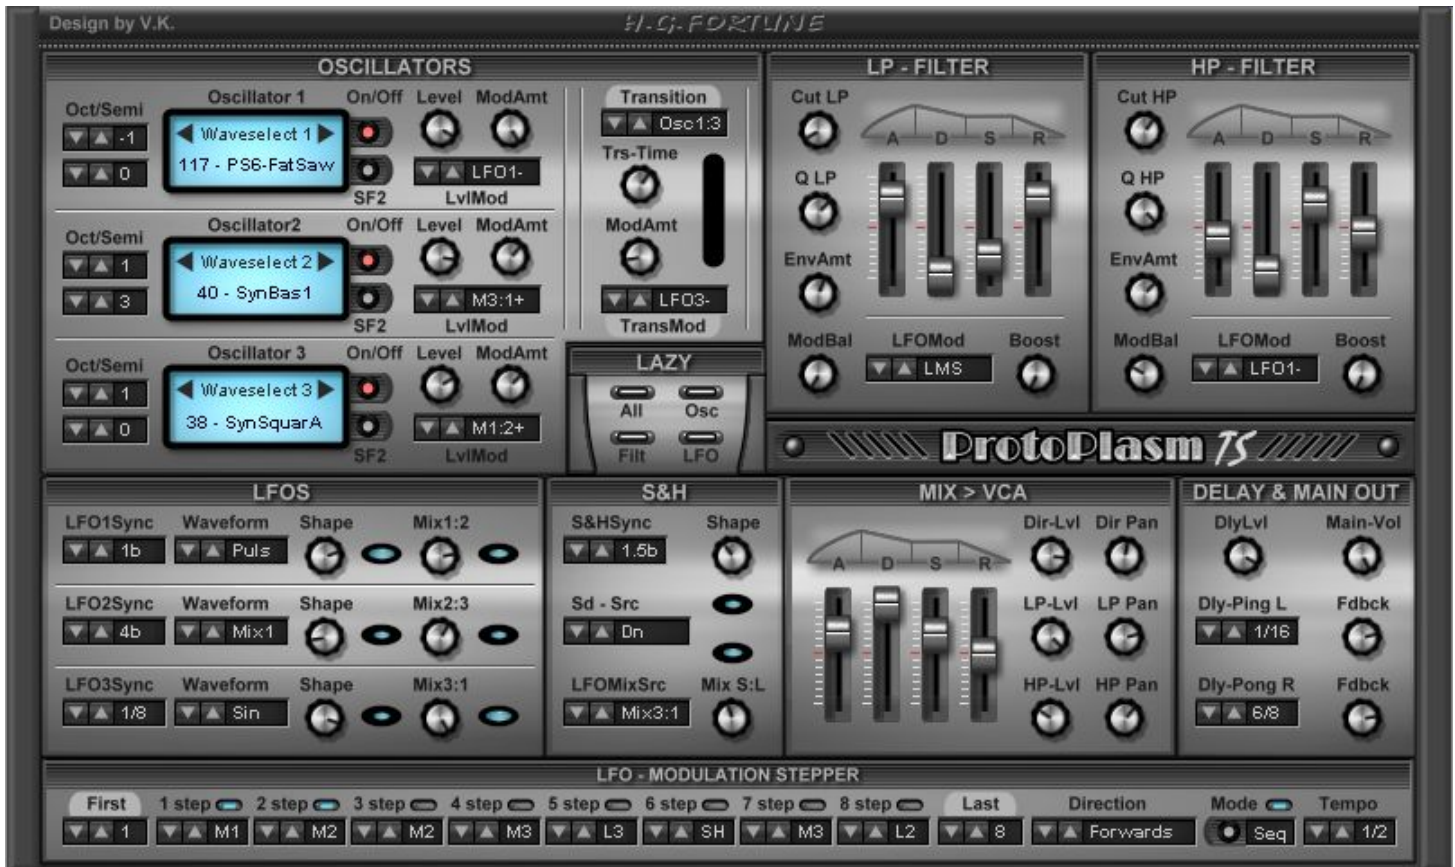 Design by V.K.
H.G.FORTUNE
OSCILLATORS
Oct/Semi
Oscillator 1
On/Off
Level
ModAmt
-1
Waveselect 1
117 - PS6-FatSaw
0
LFO1-
SF2
LvlMod
Oct/Semi
Oscillator2
On/Off
Level
ModAmt
1
Waveselect 2
40 - SynBas1
3
M3:1+
SF2
LvlMod
Oct/Semi
Oscillator 3
On/Off
Level
ModAmt
1
Waveselect 3
38 - SynSquarA
0
M1:2+
SF2
LvlMod
Transition
Osc1:3
Trs-Time
ModAmt
LFO3-
TransMod
LAZY
All
Osc
Filt
LFO
LP - FILTER
Cut LP
A D S R
Q LP
EnvAmt
ModBal
LFOMod
Boost
LMS
HP - FILTER
Cut HP
A D S R
Q HP
EnvAmt
ModBal
LFOMod
Boost
LFO1-
ProtoPlasm TS
LFOS
LFO1Sync
Waveform
Shape
Mix1:2
1b
Puls
LFO2Sync
Waveform
Shape
Mix2:3
4b
Mix1
LFO3Sync
Waveform
Shape
Mix3:1
1/8
Sin
S&H
S&HSync
Shape
1.5b
Sd - Src
Dn
LFOMixSrc
Mix S:L
Mix3:1
MIX > VCA
A D S R
Dir-Lvl
Dir Pan
LP-Lvl
LP Pan
HP-Lvl
HP Pan
DELAY & MAIN OUT
DlyLvl
Main-Vol
Dly-Ping L
Fdbck
1/16
Dly-Pong R
Fdbck
6/8
LFO - MODULATION STEPPER
First
1 step
2 step
3 step
4 step
5 step
6 step
7 step
8 step
Last
Direction
Mode
Tempo
1
M1
M2
M2
M3
L3
SH
M3
L2
8
Forwards
Seq
1/2